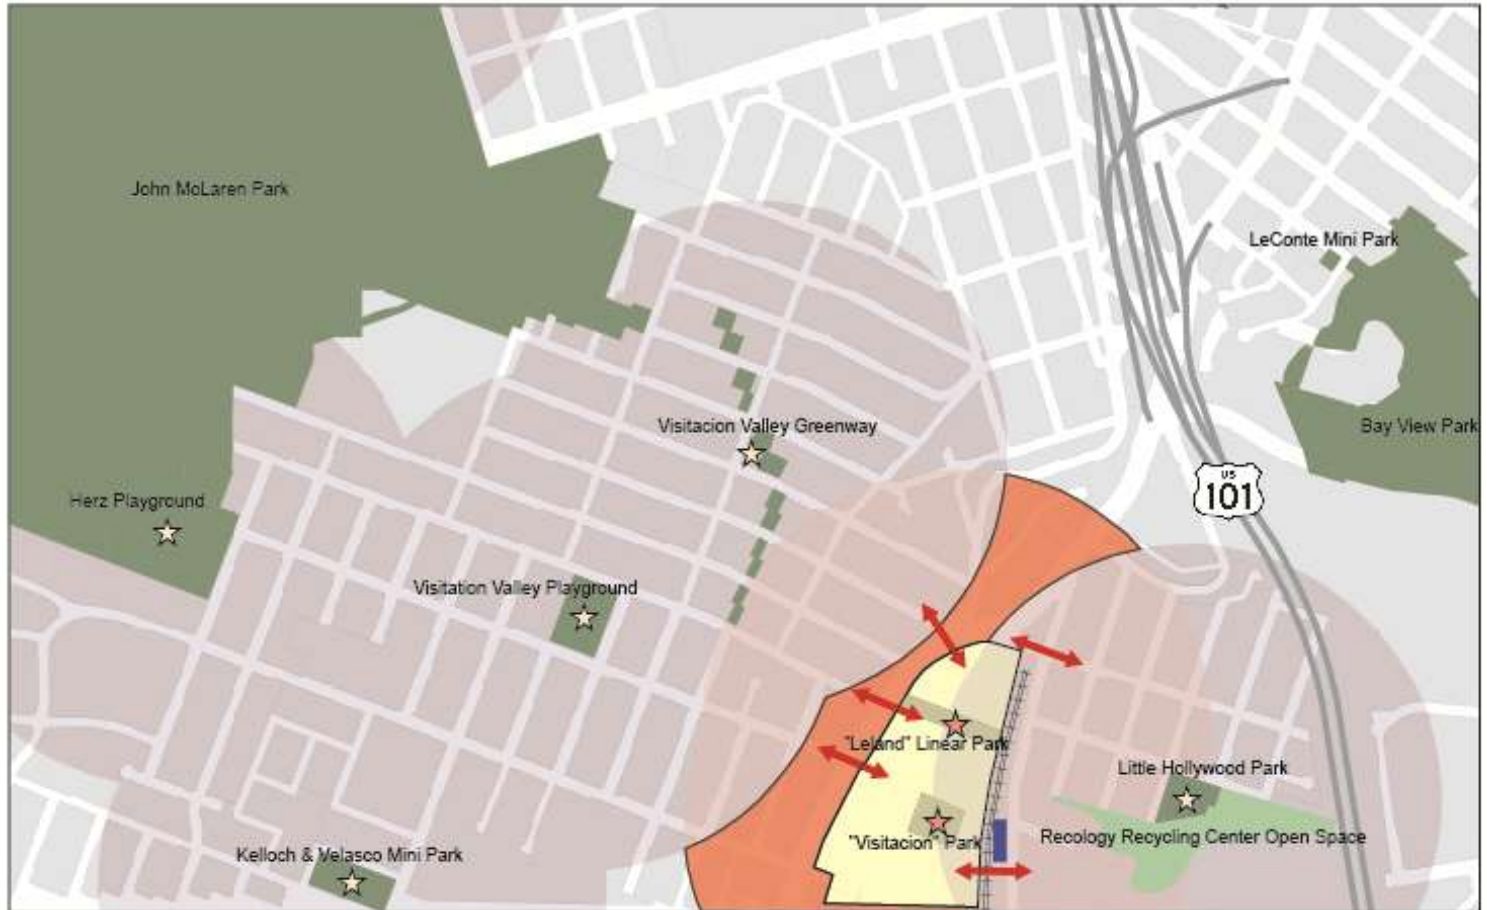 John McLaren Park
LeConte Mini Park
Visitacion Valley Greenway
Bay View Park
US
101
Herz Playground
Visitation Valley Playground
"Leland" Linear Park
Little Hollywood Park
"Visitacion" Park
Recology Recycling Center Open Space
Kelloch & Velasco Mini Park